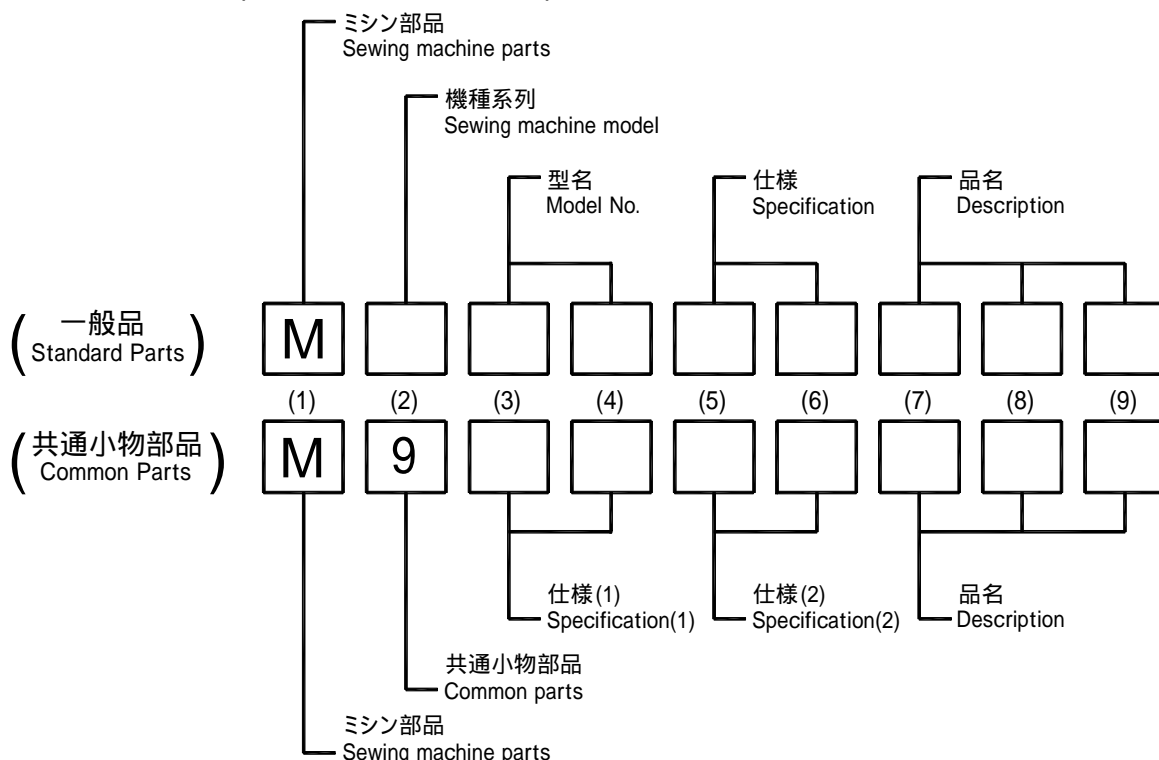 ミシン部品
Sewing machine parts
機種系列
Sewing machine model
型名
Model No.
仕様
Specification
品名
Description
(一般品
Standard Parts)
M
(1) (2) (3) (4) (5) (6) (7) (8) (9)
(共通小物部品
Common Parts)
M 9
仕様(1)
Specification(1)
仕様(2)
Specification(2)
品名
Description
共通小物部品
Common parts
ミシン部品
Sewing machine parts